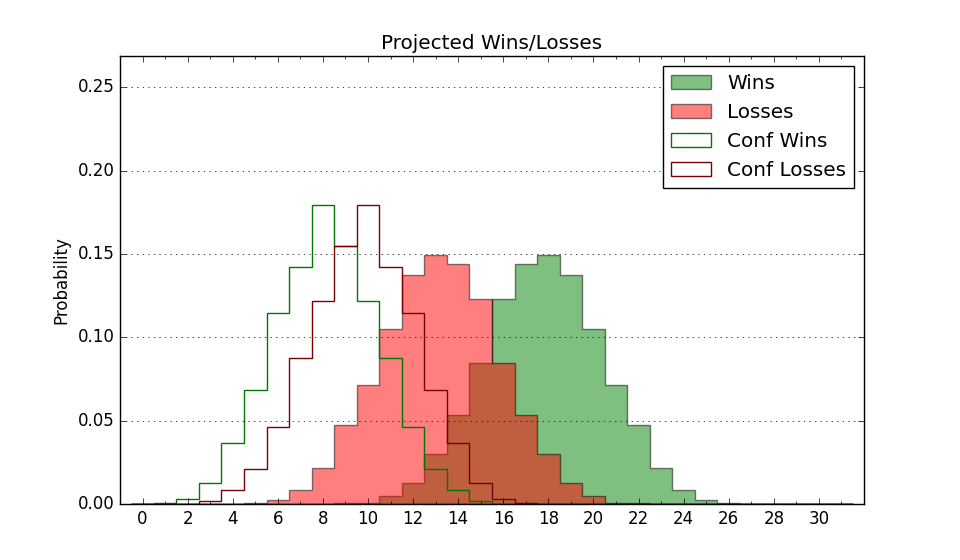 Projected Wins/Losses
Wins
Losses
Conf Wins
Conf Losses
Probability
0.25
0.20
0.15
0.10
0.05
0.00
0 2 4 6 8 10 12 14 16 18 20 22 24 26 28 30